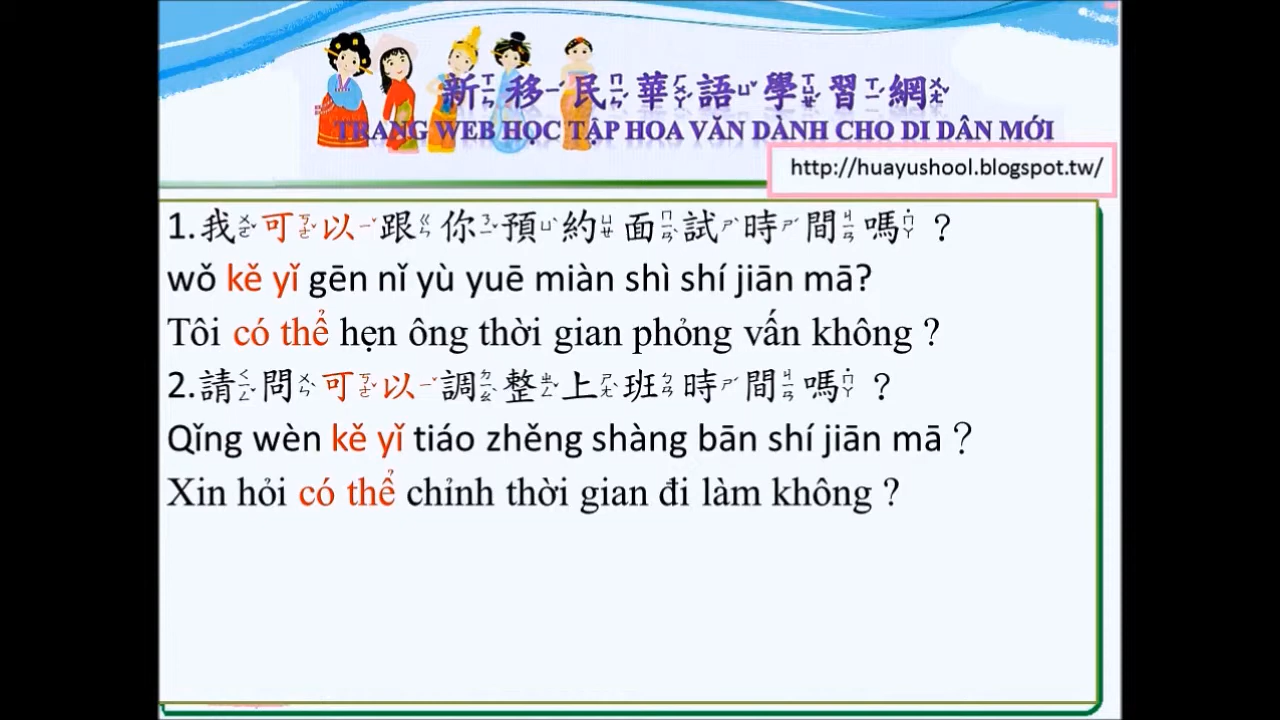 新移民華語學習網
TRANG WEB HỌC TẬP HOA VĂN DÀNH CHO DI DÂN MỚI
http://huayushool.blogspot.tw/
1.我可以跟你預約面試時間嗎？
wǒ kě yǐ gēn nǐ yù yuē miàn shì shí jiān mā?
Tôi có thể hẹn ông thời gian phỏng vấn không ?
2.請問可以調整上班時間嗎？
Qǐng wèn kě yǐ tiáo zhěng shàng bān shí jiān mā？
Xin hỏi có thể chỉnh thời gian đi làm không ?